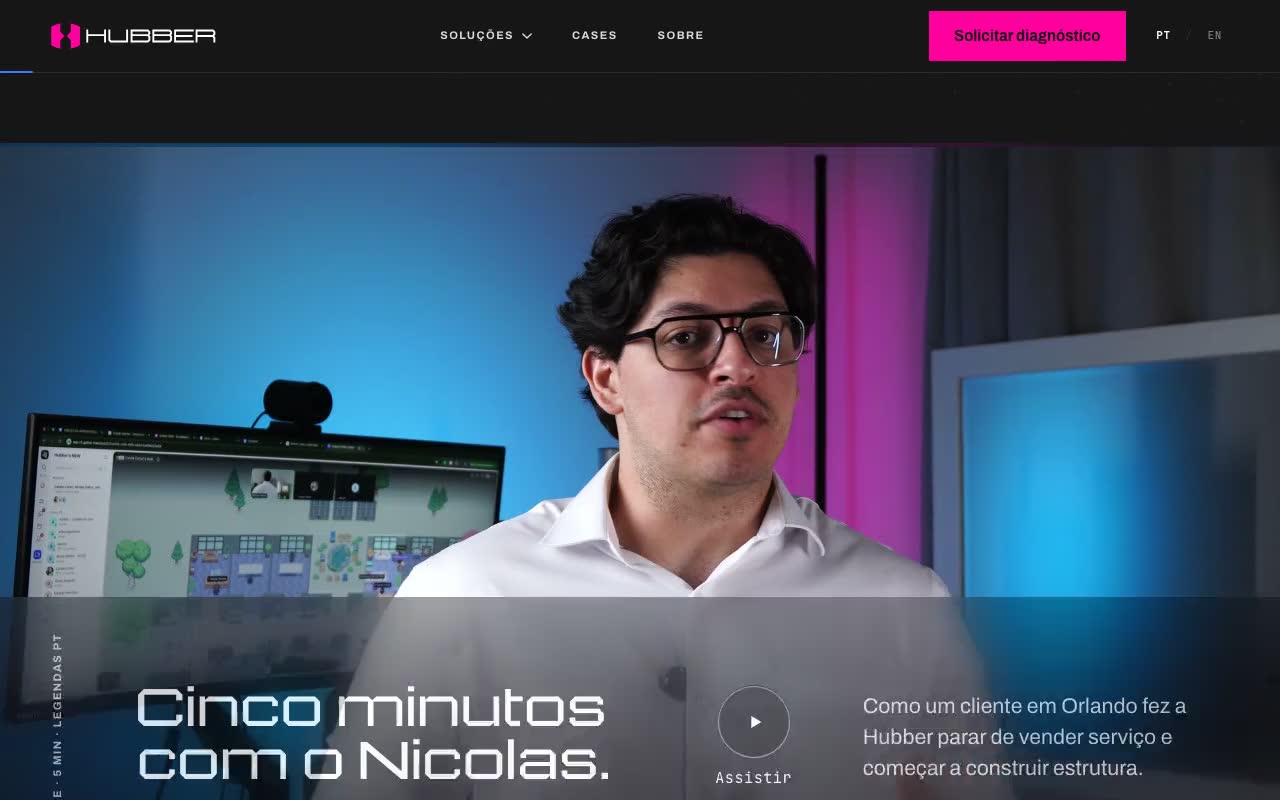 HUBBER
SOLUÇÕES
CASES
SOBRE
Solicitar diagnóstico
PT / EN
E · 5 MIN · LEGENDAS PT
Cinco minutos
com o Nicolas.
Assistir
Como um cliente em Orlando fez a
Hubber parar de vender serviço e
começar a construir estrutura.